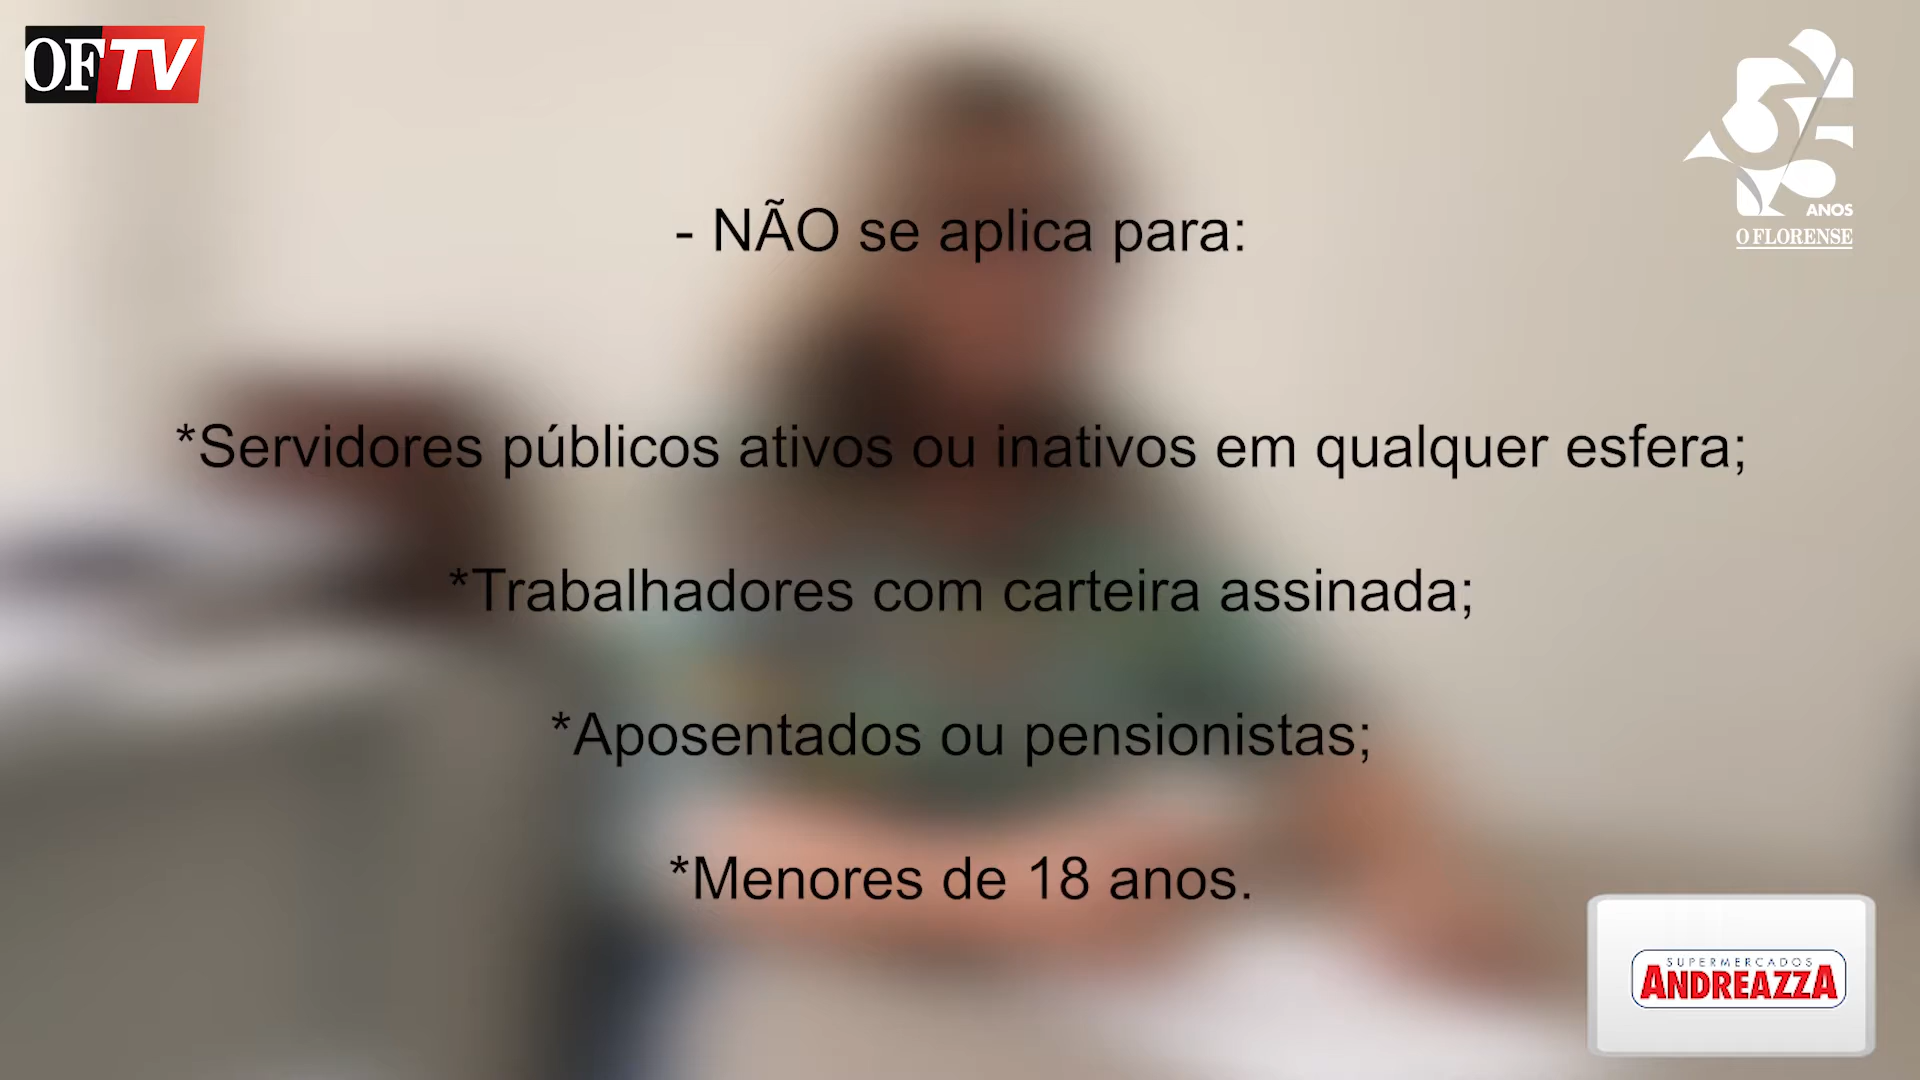 OFTV
35
ANOS
O FLORENSE
- NÃO se aplica para:
*Servidores públicos ativos ou inativos em qualquer esfera;
*Trabalhadores com carteira assinada;
*Aposentados ou pensionistas;
*Menores de 18 anos.
SUPERMERCADOS
ANDREAZZA